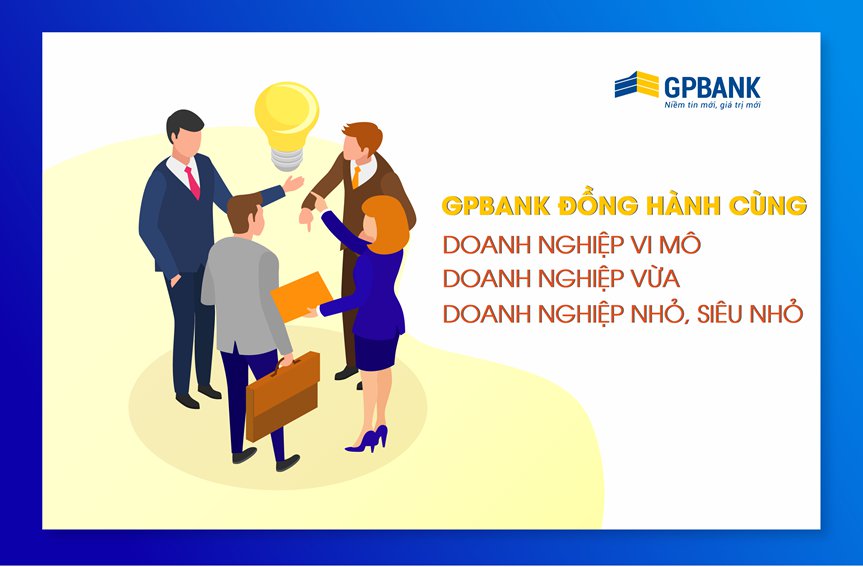 GPBANK
Niềm tin mới, giá trị mới
GPBANK ĐỒNG HÀNH CÙNG
DOANH NGHIỆP VI MÔ
DOANH NGHIỆP VỪA
DOANH NGHIỆP NHỎ, SIÊU NHỎ